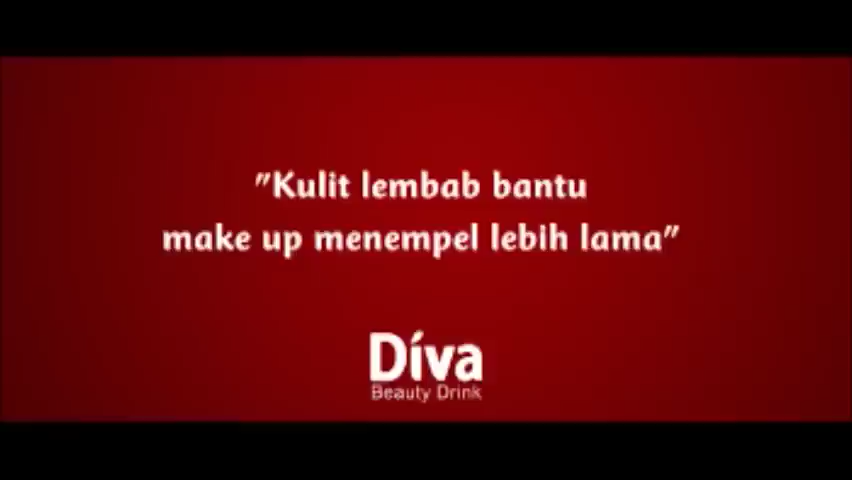 "Kulit lembab bantu
make up menempel lebih lama"
Díva
Beauty Drink